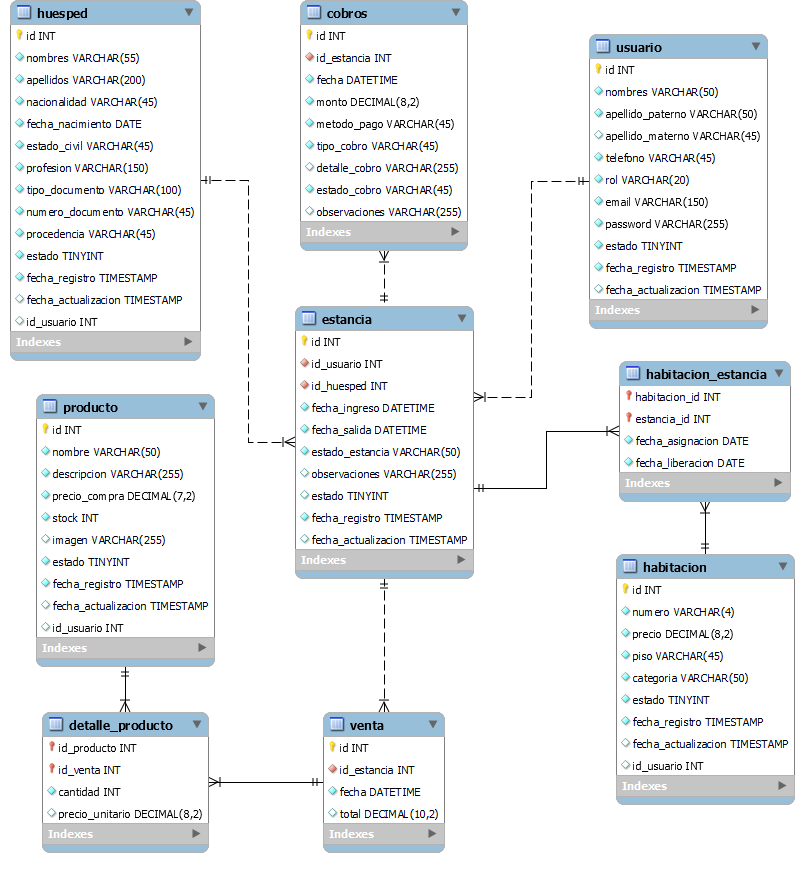 huesped
id INT
nombres VARCHAR(55)
apellidos VARCHAR(200)
nacionalidad VARCHAR(45)
fecha_nacimiento DATE
estado_civil VARCHAR(45)
profesion VARCHAR(150)
tipo_documento VARCHAR(100)
numero_documento VARCHAR(45)
procedencia VARCHAR(45)
estado TINYINT
fecha_registro TIMESTAMP
fecha_actualizacion TIMESTAMP
id_usuario INT
Indexes
cobros
id INT
id_estancia INT
fecha DATETIME
monto DECIMAL(8,2)
metodo_pago VARCHAR(45)
tipo_cobro VARCHAR(45)
detalle_cobro VARCHAR(255)
estado_cobro VARCHAR(45)
observaciones VARCHAR(255)
Indexes
usuario
id INT
nombres VARCHAR(50)
apellido_paterno VARCHAR(50)
apellido_materno VARCHAR(45)
telefono VARCHAR(45)
rol VARCHAR(20)
email VARCHAR(150)
password VARCHAR(255)
estado TINYINT
fecha_registro TIMESTAMP
fecha_actualizacion TIMESTAMP
Indexes
estancia
id INT
id_usuario INT
id_huesped INT
fecha_ingreso DATETIME
fecha_salida DATETIME
estado_estancia VARCHAR(50)
observaciones VARCHAR(255)
estado TINYINT
fecha_registro TIMESTAMP
fecha_actualizacion TIMESTAMP
Indexes
habitacion_estancia
habitacion_id INT
estancia_id INT
fecha_asignacion DATE
fecha_liberacion DATE
Indexes
producto
id INT
nombre VARCHAR(50)
descripcion VARCHAR(255)
precio_compra DECIMAL(7,2)
stock INT
imagen VARCHAR(255)
estado TINYINT
fecha_registro TIMESTAMP
fecha_actualizacion TIMESTAMP
id_usuario INT
Indexes
habitacion
id INT
numero VARCHAR(4)
precio DECIMAL(8,2)
piso VARCHAR(45)
categoria VARCHAR(50)
estado TINYINT
fecha_registro TIMESTAMP
fecha_actualizacion TIMESTAMP
id_usuario INT
Indexes
detalle_producto
id_producto INT
id_venta INT
cantidad INT
precio_unitario DECIMAL(8,2)
Indexes
venta
id INT
id_estancia INT
fecha DATETIME
total DECIMAL(10,2)
Indexes